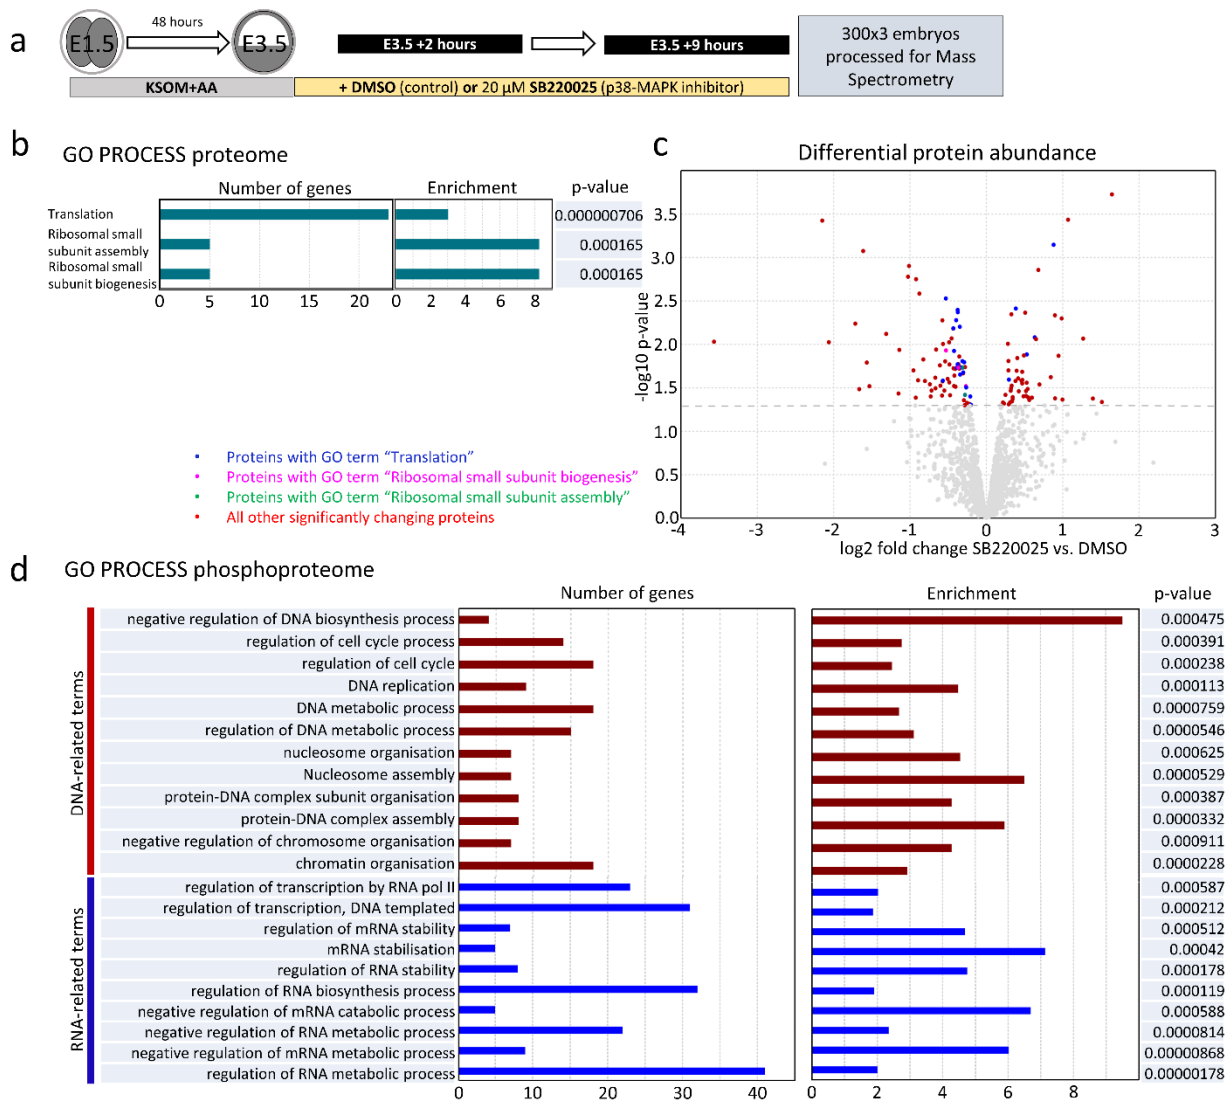 a
48 hours
E1.5
E3.5
E3.5 +2 hours
E3.5 +9 hours
KSOM+AA
+ DMSO (control) or 20 µM SB220025 (p38-MAPK inhibitor)
300x3 embryos
processed for Mass
Spectrometry
b
GO PROCESS proteome
Number of genes
Enrichment
p-value
Translation
0.000000706
Ribosomal small
subunit assembly
0.000165
Ribosomal small
subunit biogenesis
0.000165
0 5 10 15 20
0 2 4 6 8
Proteins with GO term “Translation”
Proteins with GO term “Ribosomal small subunit biogenesis”
Proteins with GO term “Ribosomal small subunit assembly”
All other significantly changing proteins
c
Differential protein abundance
-log10 p-value
3.5
3.0
2.5
2.0
1.5
1.0
0.5
0.0
-4 -3 -2 -1 0 1 2 3
log2 fold change SB220025 vs. DMSO
d
GO PROCESS phosphoproteome
Number of genes
Enrichment
p-value
DNA-related terms
negative regulation of DNA biosynthesis process 0.000475
regulation of cell cycle process 0.000391
regulation of cell cycle 0.000238
DNA replication 0.000113
DNA metabolic process 0.0000759
regulation of DNA metabolic process 0.0000546
nucleosome organisation 0.000625
Nucleosome assembly 0.0000529
protein-DNA complex subunit organisation 0.000387
protein-DNA complex assembly 0.0000332
negative regulation of chromosome organisation 0.000911
chromatin organisation 0.0000228
RNA-related terms
regulation of transcription by RNA pol II 0.000587
regulation of transcription, DNA templated 0.000212
regulation of mRNA stability 0.000512
mRNA stabilisation 0.00042
regulation of RNA stability 0.000178
regulation of RNA biosynthesis process 0.000119
negative regulation of mRNA catabolic process 0.000588
negative regulation of RNA metabolic process 0.0000814
negative regulation of mRNA metabolic process 0.00000868
regulation of RNA metabolic process 0.00000178
0 10 20 30 40
0 2 4 6 8